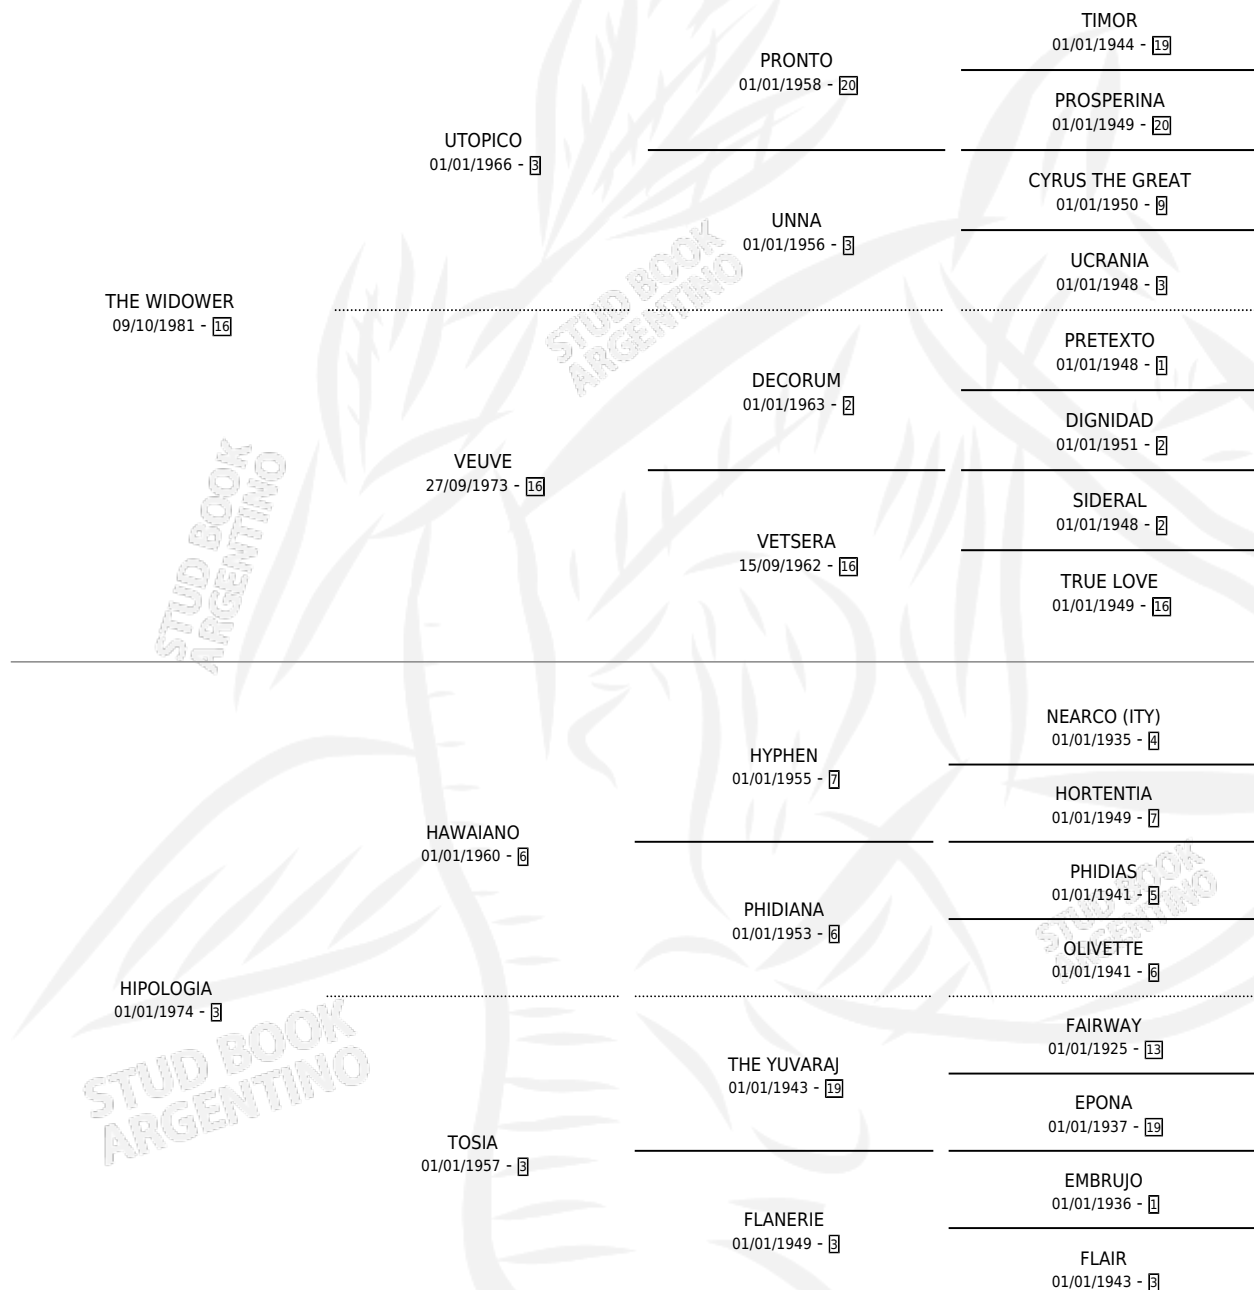 TIMOR
01/01/1944 - 19
PRONTO
01/01/1958 - 20
PROSPERINA
01/01/1949 - 20
UTOPICO
01/01/1966 - 3
CYRUS THE GREAT
01/01/1950 - 9
UNNA
01/01/1956 - 3
UCRANIA
01/01/1948 - 3
THE WIDOWER
09/10/1981 - 16
PRETEXTO
01/01/1948 - 1
DECORUM
01/01/1963 - 2
DIGNIDAD
01/01/1951 - 2
VEUVE
27/09/1973 - 16
SIDERAL
01/01/1948 - 2
VETSERA
15/09/1962 - 16
TRUE LOVE
01/01/1949 - 16
STUD BOOK
ARGENTINO
STUD BOOK
ARGENTINO
NEARCO (ITY)
01/01/1935 - 4
HYPHEN
01/01/1955 - 7
HORTENTIA
01/01/1949 - 7
HAWAIANO
01/01/1960 - 6
PHIDIAS
01/01/1941 - 5
PHIDIANA
01/01/1953 - 6
OLIVETTE
01/01/1941 - 6
STUD BOOK
ARGENTINO
HIPOLOGIA
01/01/1974 - 3
FAIRWAY
01/01/1925 - 13
THE YUVARAJ
01/01/1943 - 19
EPONA
01/01/1937 - 19
STUD BOOK
ARGENTINO
TOSIA
01/01/1957 - 3
EMBRUJO
01/01/1936 - 1
FLANERIE
01/01/1949 - 3
FLAIR
01/01/1943 - 3